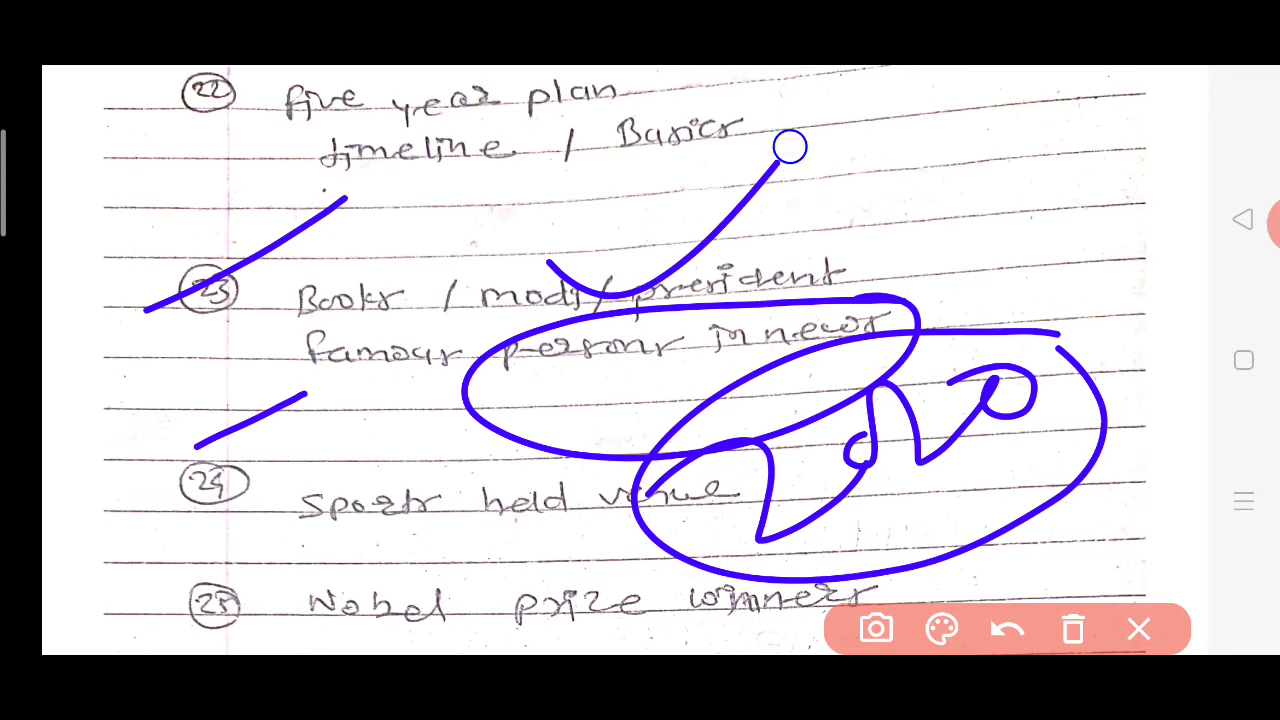 22 five year plan
timeline / Basics
23 Books / modi / president
famous persons in news
24 Sports held venue
2020
25 Nobel prize winners